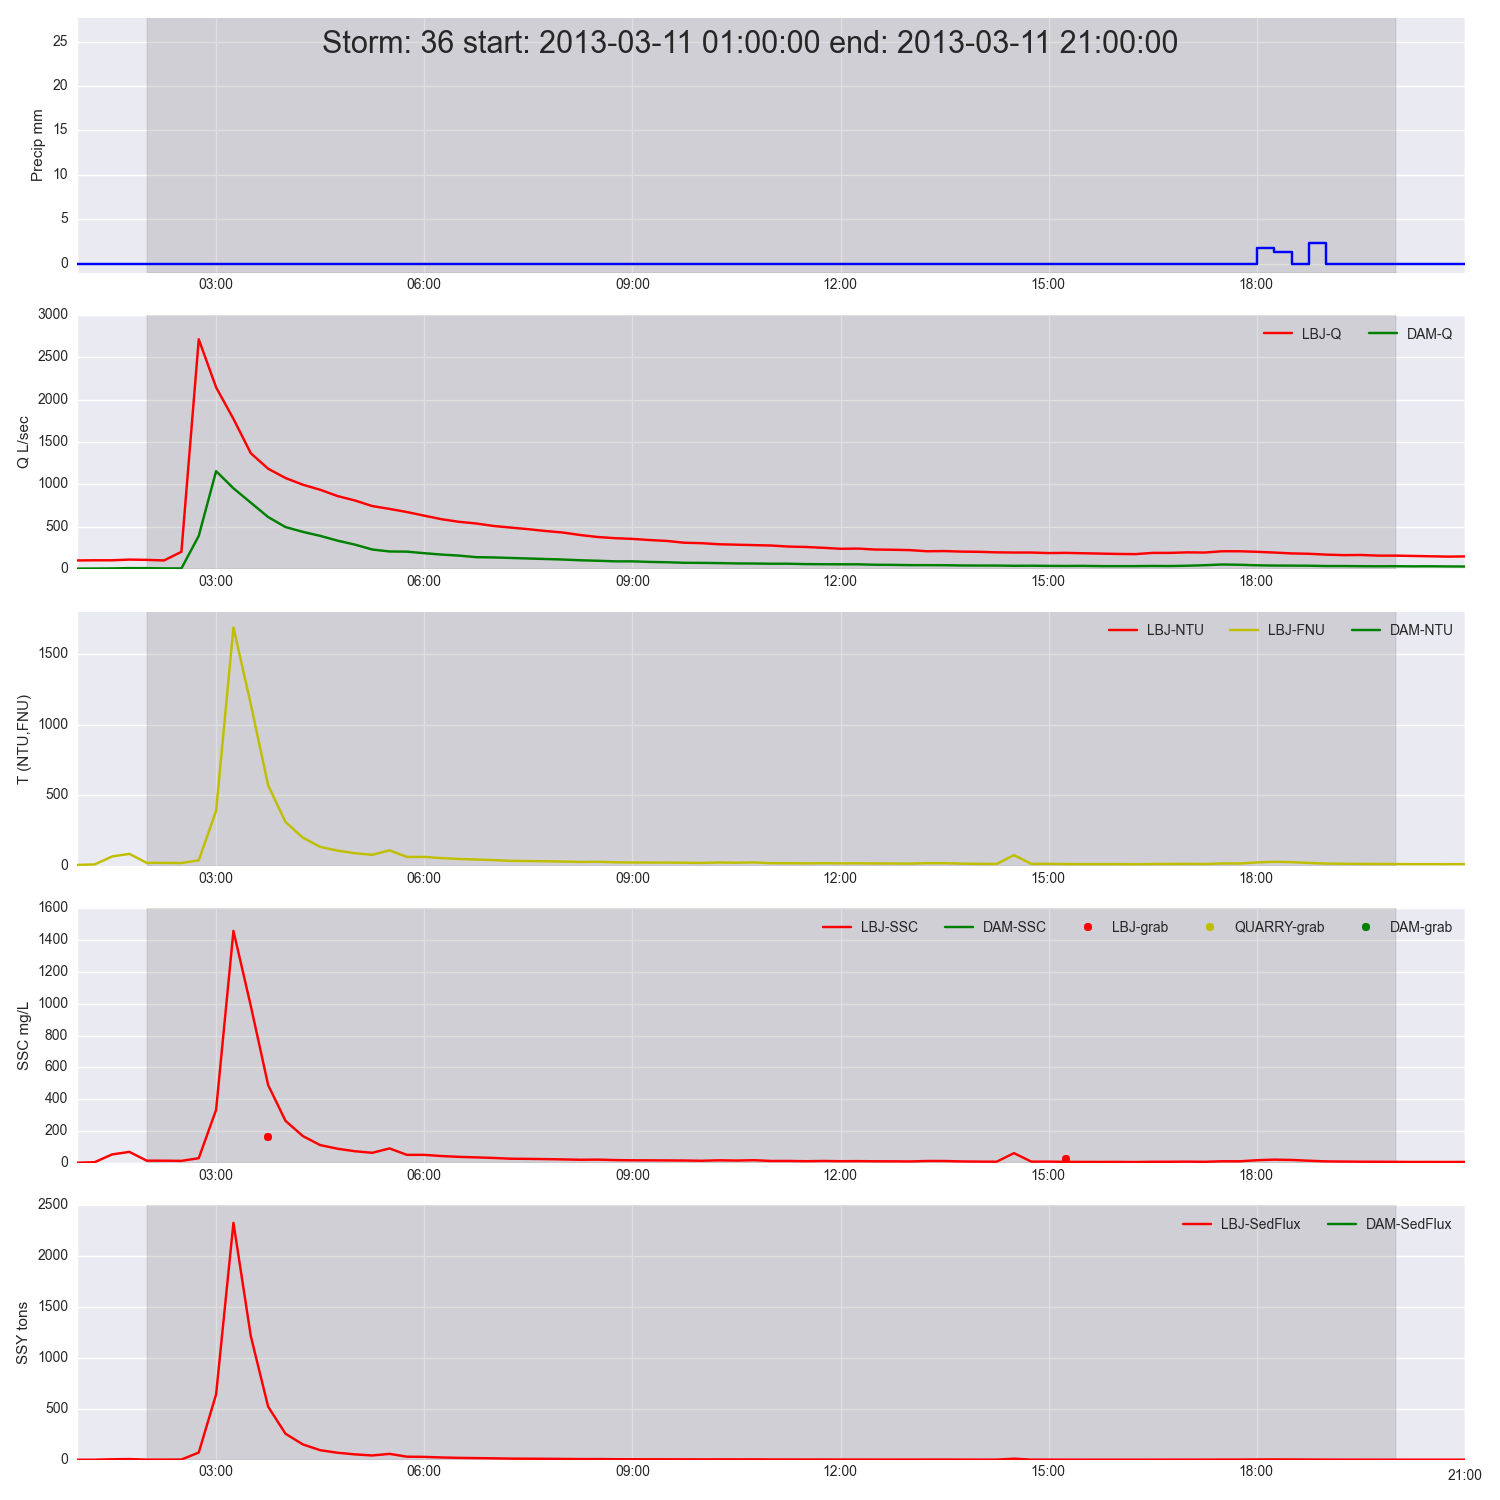 Storm: 36 start: 2013-03-11 01:00:00 end: 2013-03-11 21:00:00
Precip mm
25
20
15
10
5
0
03:00 06:00 09:00 12:00 15:00 18:00
Q L/sec
3000
2500
2000
1500
1000
500
0
LBJ-Q DAM-Q
03:00 06:00 09:00 12:00 15:00 18:00
T (NTU,FNU)
1500
1000
500
0
LBJ-NTU LBJ-FNU DAM-NTU
03:00 06:00 09:00 12:00 15:00 18:00
SSC mg/L
1600
1400
1200
1000
800
600
400
200
0
LBJ-SSC DAM-SSC LBJ-grab QUARRY-grab DAM-grab
03:00 06:00 09:00 12:00 15:00 18:00
SSY tons
2500
2000
1500
1000
500
0
LBJ-SedFlux DAM-SedFlux
03:00 06:00 09:00 12:00 15:00 18:00 21:00